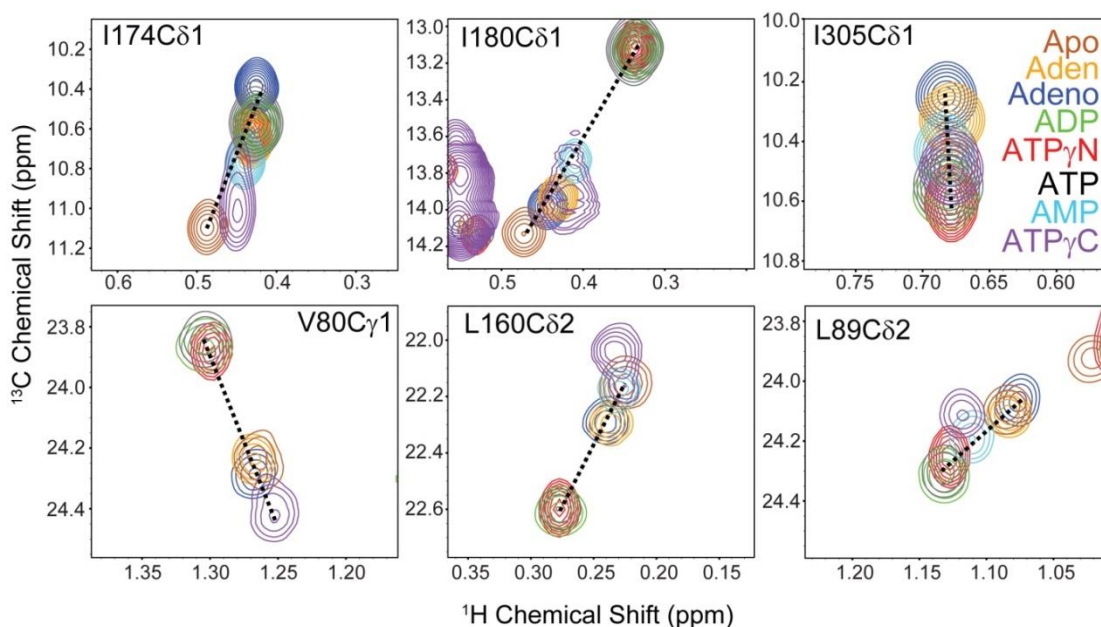 I174Cδ1
I180Cδ1
I305Cδ1
Apo
Aden
Adeno
ADP
ATPγN
ATP
AMP
ATPγC
10.2
10.4
10.6
10.8
11.0
11.2
0.6 0.5 0.4 0.3
13.0
13.2
13.4
13.6
13.8
14.0
14.2
0.5 0.4 0.3
10.0
10.2
10.4
10.6
10.8
0.75 0.70 0.65 0.60
¹³C Chemical Shift (ppm)
V80Cγ1
L160Cδ2
L89Cδ2
23.8
24.0
24.2
24.4
1.35 1.30 1.25 1.20
22.0
22.2
22.4
22.6
0.35 0.30 0.25 0.20 0.15
23.8
24.0
24.2
24.4
1.20 1.15 1.10 1.05
¹H Chemical Shift (ppm)